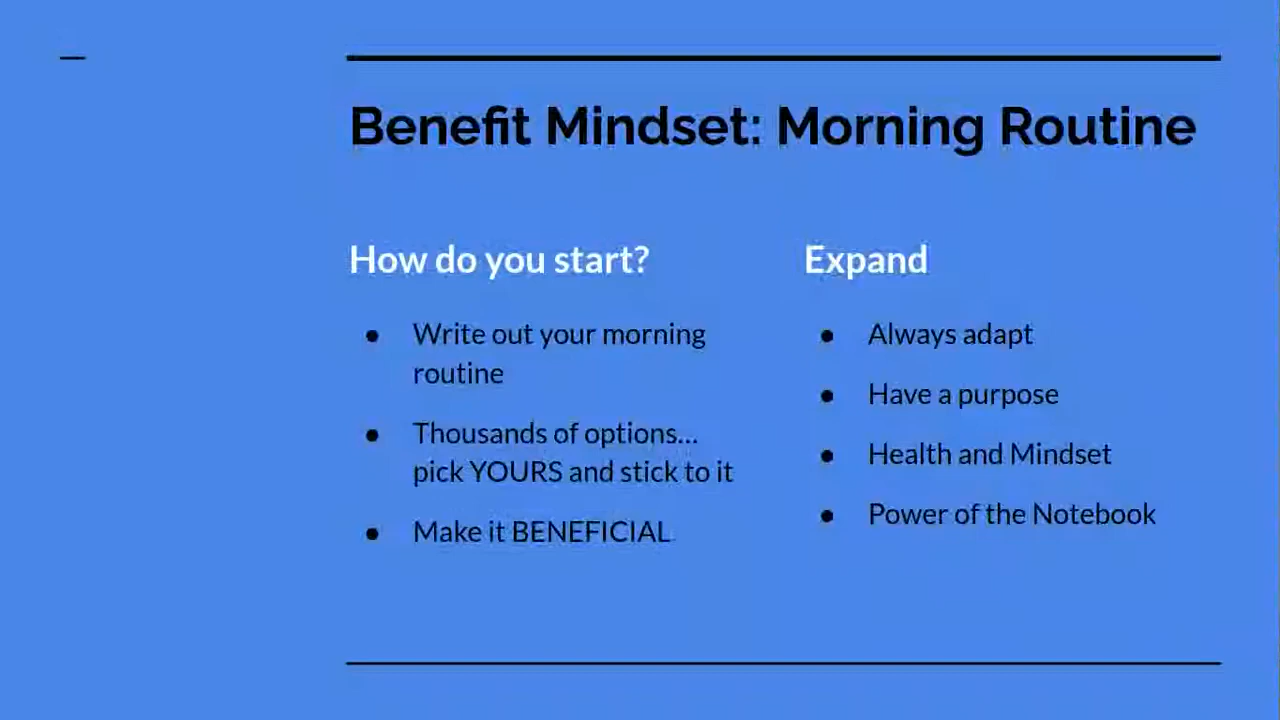 Benefit Mindset: Morning Routine
How do you start?
● Write out your morning
routine
● Thousands of options...
pick YOURS and stick to it
● Make it BENEFICIAL
Expand
● Always adapt
● Have a purpose
● Health and Mindset
● Power of the Notebook